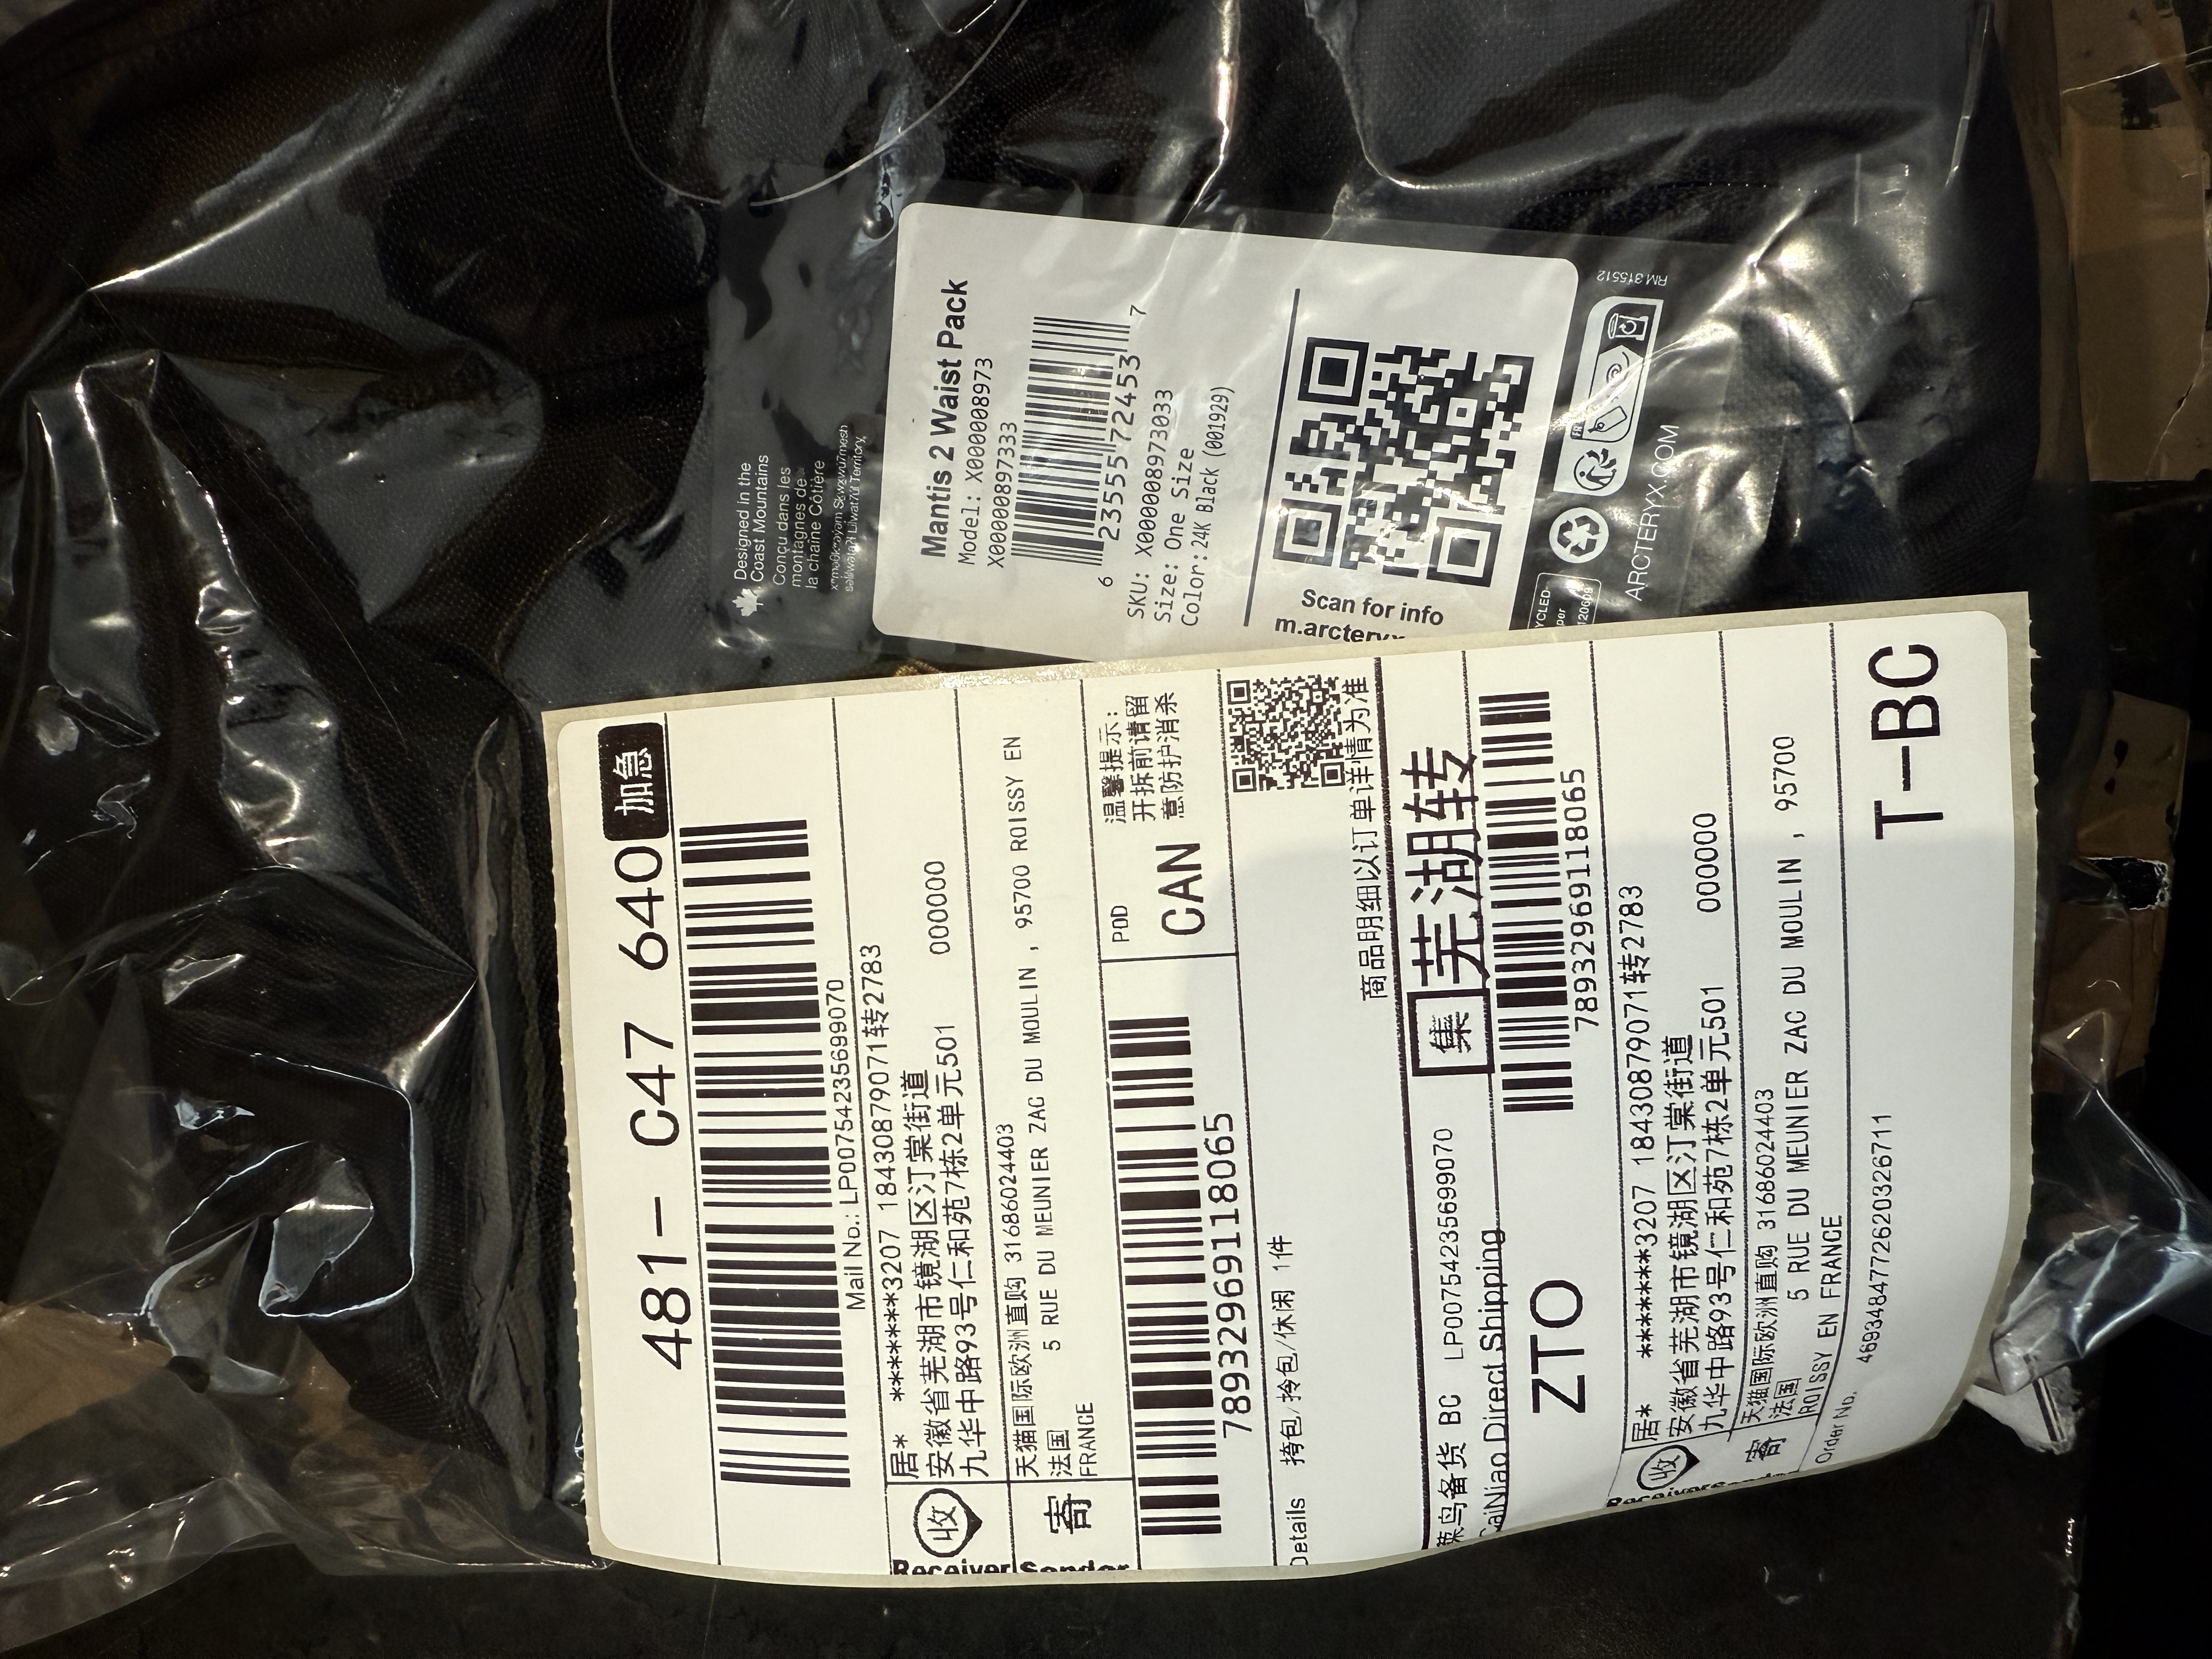 481- C47 640 加急
Mail No.: LP00754235699070
收
居* *******3207 18430879071转2783
安徽省芜湖市镜湖区汀棠街道
九华中路93号仁和苑7栋2单元501 000000
寄
天猫国际欧洲直购 31686024403
法国 5 RUE DU MEUNIER ZAC DU MOULIN , 95700 ROISSY EN
FRANCE
78932969118065
POD
CAN
温馨提示:
开拆前请留
意防护消杀
Details 挎包/拎包/休闲 1件
商品明细以订单详情为准
菜鸟备货 BC LP00754235699070
CaiNiao Direct Shipping
集 芜湖转
ZTO
78932969118065
收
居* *******3207 18430879071转2783
安徽省芜湖市镜湖区汀棠街道
九华中路93号仁和苑7栋2单元501 000000
寄
天猫国际欧洲直购 31686024403
法国 5 RUE DU MEUNIER ZAC DU MOULIN , 95700
ROISSY EN FRANCE
Order No.
4693484772620326711
T-BC
Designed in the
Coast Mountains
Conçu dans les
montagnes de
la chaîne Côtière
Territory
Mantis 2 Waist Pack
Model: X000008973
X00000897333
6 23555 72453 7
SKU: X000008973033
Size: One Size
Color: 24K Black (001929)
Scan for info
120609
FR
ARCTERYX.COM
RM.315512